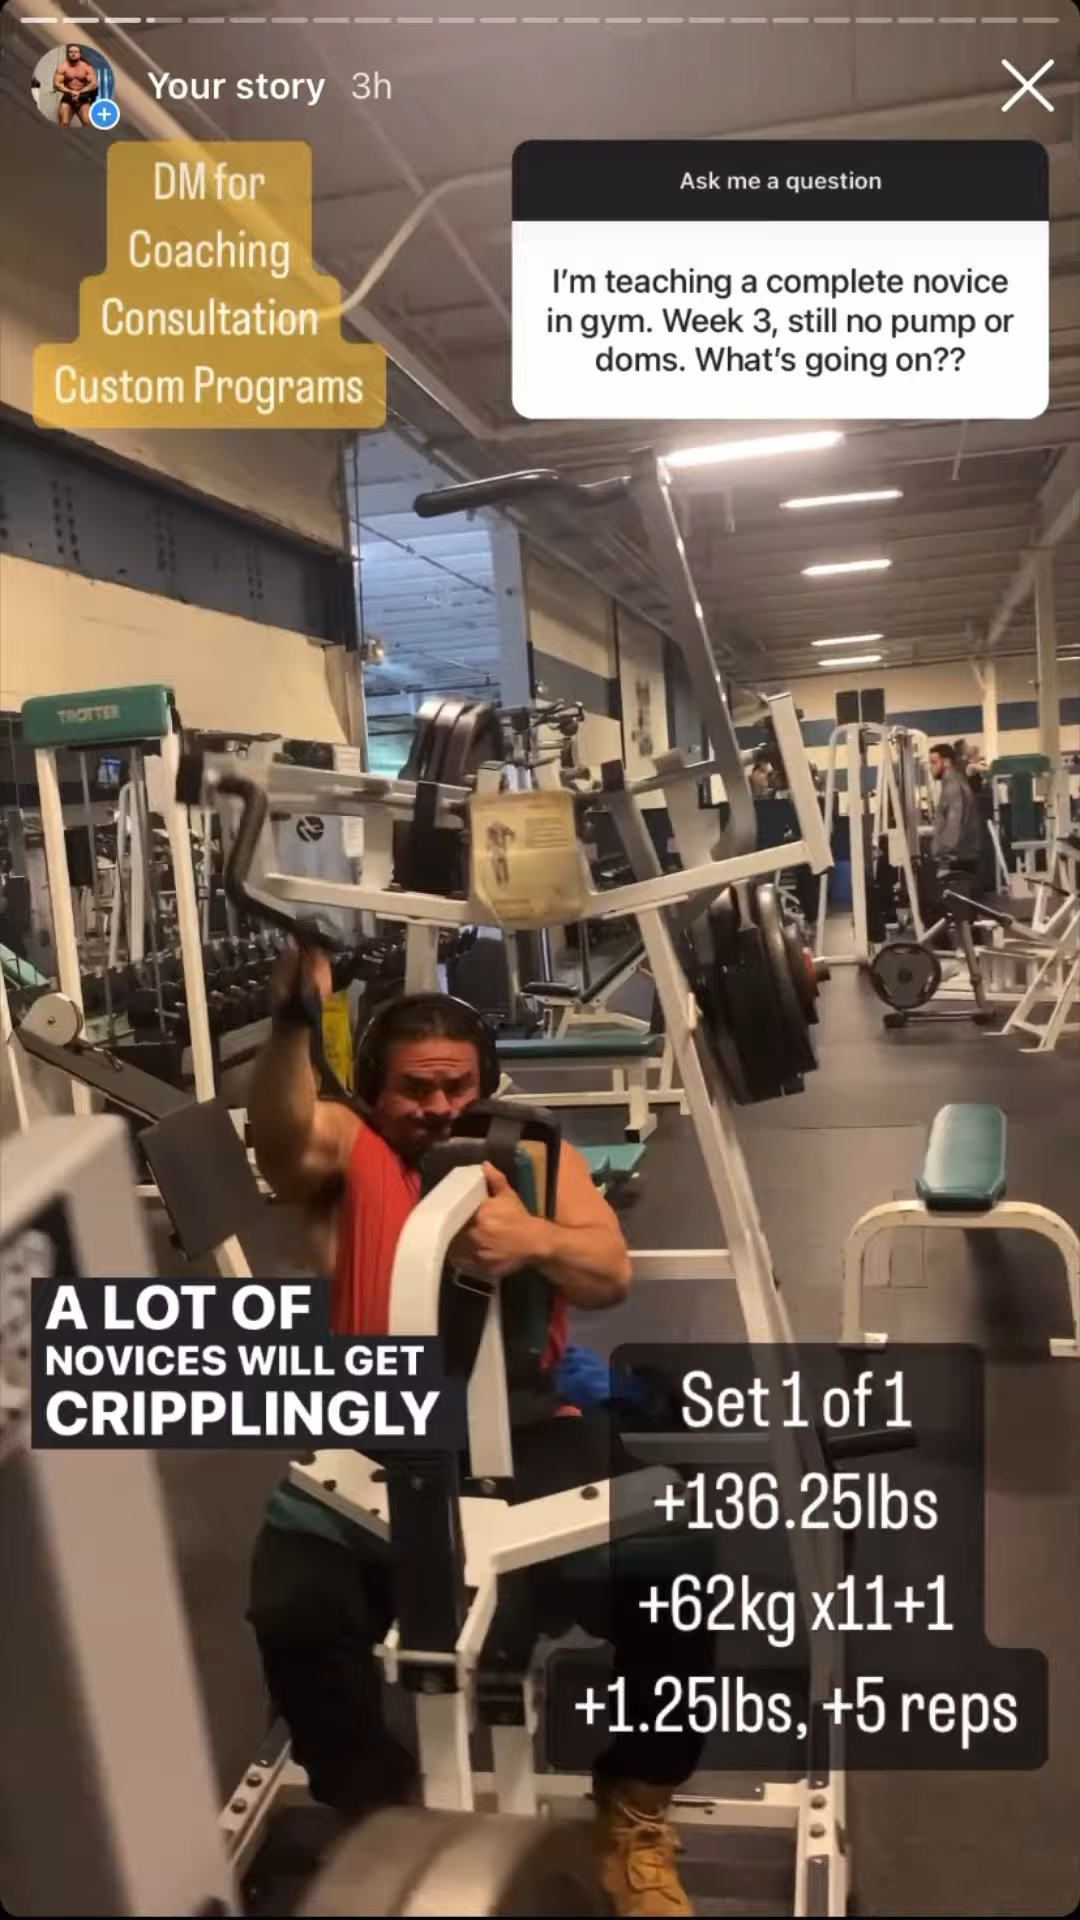 Your story 3h
DM for
Coaching
Consultation
Custom Programs
Ask me a question
I'm teaching a complete novice
in gym. Week 3, still no pump or
doms. What's going on??
TROTTER
A LOT OF
NOVICES WILL GET
CRIPPLINGLY
Set 1 of 1
+136.25lbs
+62kg x11+1
+1.25lbs, +5 reps